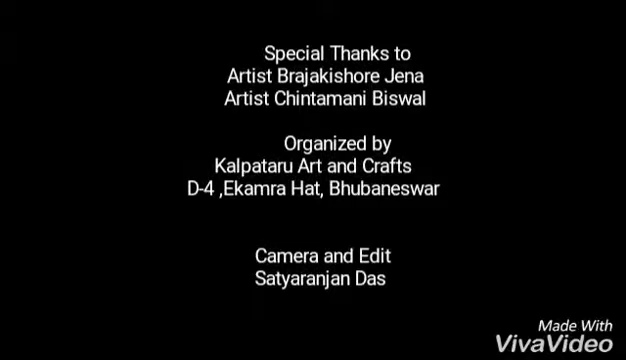 Special Thanks to
Artist Brajakishore Jena
Artist Chintamani Biswal
Organized by
Kalpataru Art and Crafts
D-4 ,Ekamra Hat, Bhubaneswar
Camera and Edit
Satyaranjan Das
Made With
VivaVideo